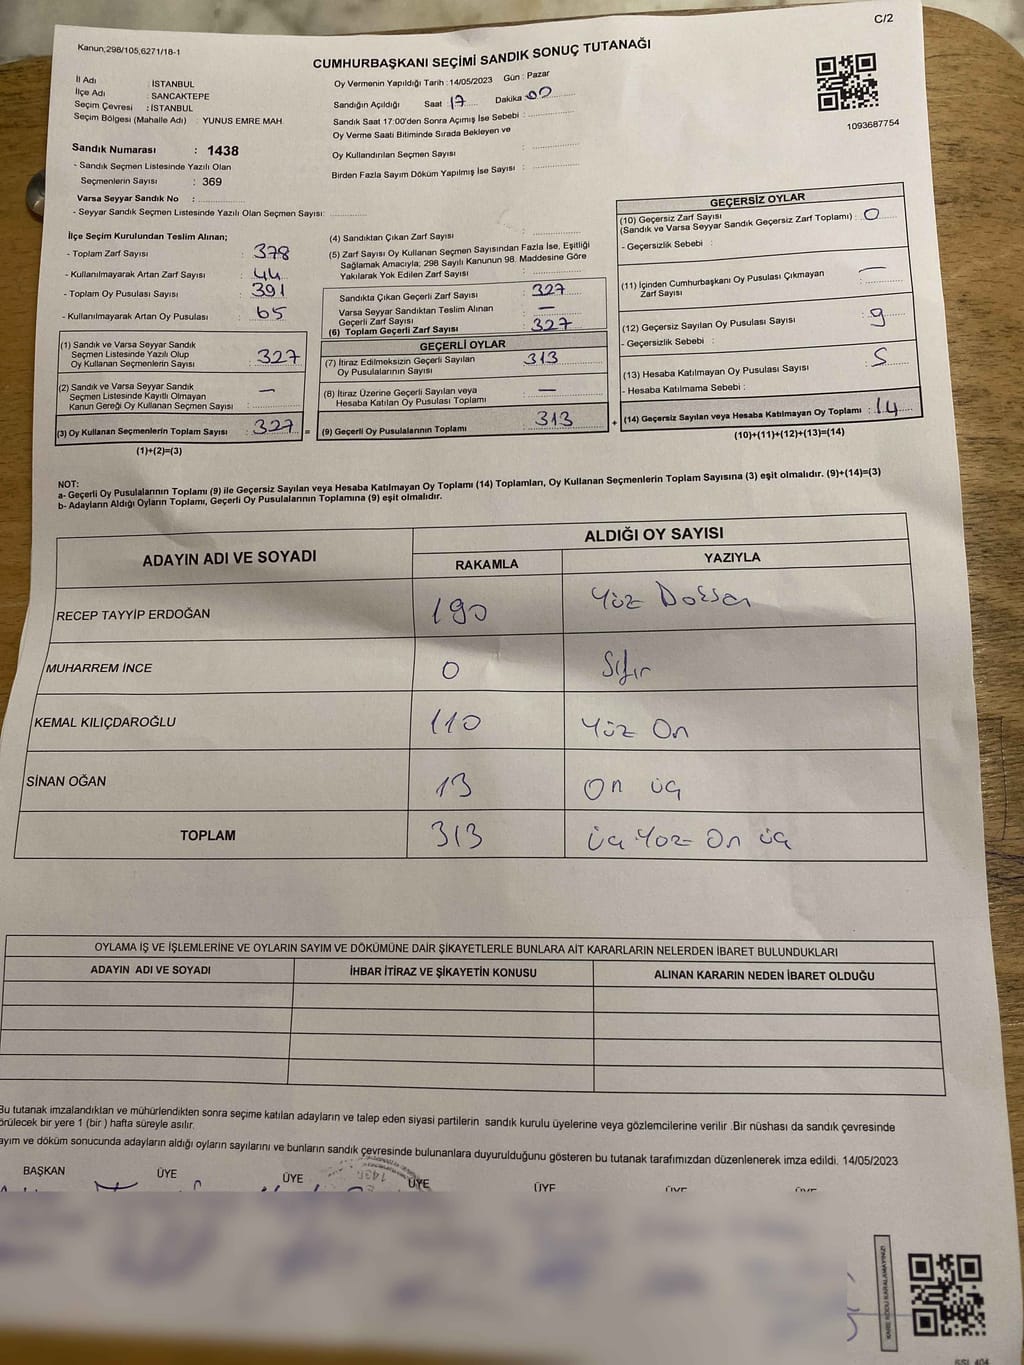 C/2
Kanun;298/105,6271/18-1
CUMHURBAŞKANI SEÇİMİ SANDIK SONUÇ TUTANAĞI
İl Adı : İSTANBUL
İlçe Adı : SANCAKTEPE
Seçim Çevresi : İSTANBUL
Seçim Bölgesi (Mahalle Adı) : YUNUS EMRE MAH.
Sandık Numarası : 1438
- Sandık Seçmen Listesinde Yazılı Olan
Seçmenlerin Sayısı : 369
Varsa Seyyar Sandık No :
- Seyyar Sandık Seçmen Listesinde Yazılı Olan Seçmen Sayısı:
Oy Vermenin Yapıldığı Tarih : 14/05/2023 Gün : Pazar
Sandığın Açıldığı Saat : 17 Dakika 00
Sandık Saat 17:00'den Sonra Açımış İse Sebebi :
Oy Verme Saati Bitiminde Sırada Bekleyen ve
Oy Kullandırılan Seçmen Sayısı :
Birden Fazla Sayım Döküm Yapılmış İse Sayısı :
1093687754
İlçe Seçim Kurulundan Teslim Alınan;
- Toplam Zarf Sayısı : 378
- Kullanılmayarak Artan Zarf Sayısı : 44
- Toplam Oy Pusulası Sayısı : 391
- Kullanılmayarak Artan Oy Pusulası : 65
(1) Sandık ve Varsa Seyyar Sandık
Seçmen Listesinde Yazılı Olup
Oy Kullanan Seçmenlerin Sayısı : 327
(2) Sandık ve Varsa Seyyar Sandık
Seçmen Listesinde Kayıtlı Olmayan
Kanun Gereği Oy Kullanan Seçmen Sayısı : —
(3) Oy Kullanan Seçmenlerin Toplam Sayısı : 327
(1)+(2)=(3)
(4) Sandıktan Çıkan Zarf Sayısı :
(5) Zarf Sayısı Oy Kullanan Seçmen Sayısından Fazla İse, Eşitliği
Sağlamak Amacıyla; 298 Sayılı Kanunun 98. Maddesine Göre
Yakılarak Yok Edilen Zarf Sayısı :
Sandıkta Çıkan Geçerli Zarf Sayısı : 327
Varsa Seyyar Sandıktan Teslim Alınan
Geçerli Zarf Sayısı : —
(6) Toplam Geçerli Zarf Sayısı : 327
GEÇERLİ OYLAR
(7) İtiraz Edilmeksizin Geçerli Sayılan
Oy Pusulalarının Sayısı : 313
(8) İtiraz Üzerine Geçerli Sayılan veya
Hesaba Katılan Oy Pusulası Toplamı : —
= (9) Geçerli Oy Pusulalarının Toplamı : 313
GEÇERSİZ OYLAR
(10) Geçersiz Zarf Sayısı
(Sandık ve Varsa Seyyar Sandık Geçersiz Zarf Toplamı) : 0
- Geçersizlik Sebebi :
(11) İçinden Cumhurbaşkanı Oy Pusulası Çıkmayan
Zarf Sayısı : —
(12) Geçersiz Sayılan Oy Pusulası Sayısı : 9
- Geçersizlik Sebebi :
(13) Hesaba Katılmayan Oy Pusulası Sayısı : 5
- Hesaba Katılmama Sebebi :
+ (14) Geçersiz Sayılan veya Hesaba Katılmayan Oy Toplamı : 14
(10)+(11)+(12)+(13)=(14)
NOT:
a- Geçerli Oy Pusulalarının Toplamı (9) ile Geçersiz Sayılan veya Hesaba Katılmayan Oy Toplamı (14) Toplamları, Oy Kullanan Seçmenlerin Toplam Sayısına (3) eşit olmalıdır. (9)+(14)=(3)
b- Adayların Aldığı Oyların Toplamı, Geçerli Oy Pusulalarının Toplamına (9) eşit olmalıdır.
ADAYIN ADI VE SOYADI ALDIĞI OY SAYISI
RAKAMLA YAZIYLA
RECEP TAYYİP ERDOĞAN 190 Yüz Doksan
MUHARREM İNCE 0 Sıfır
KEMAL KILIÇDAROĞLU 110 Yüz On
SİNAN OĞAN 13 On üç
TOPLAM 313 üç Yüz On üç
OYLAMA İŞ VE İŞLEMLERİNE VE OYLARIN SAYIM VE DÖKÜMÜNE DAİR ŞİKAYETLERLE BUNLARA AİT KARARLARIN NELERDEN İBARET BULUNDUKLARI
ADAYIN ADI VE SOYADI İHBAR İTİRAZ VE ŞİKAYETİN KONUSU ALINAN KARARIN NEDEN İBARET OLDUĞU
Bu tutanak imzalandıktan ve mühürlendikten sonra seçime katılan adayların ve talep eden siyasi partilerin sandık kurulu üyelerine veya gözlemcilerine verilir .Bir nüshası da sandık çevresinde
örülecek bir yere 1 (bir ) hafta süreyle asılır.
ayım ve döküm sonucunda adayların aldığı oyların sayılarını ve bunların sandık çevresinde bulunanlara duyurulduğunu gösteren bu tutanak tarafımızdan düzenlenerek imza edildi. 14/05/2023
BAŞKAN ÜYE ÜYE ÜYE ÜYE ÜYE ÜYE
1438
KARE KODU KARALAMAYINIZ!